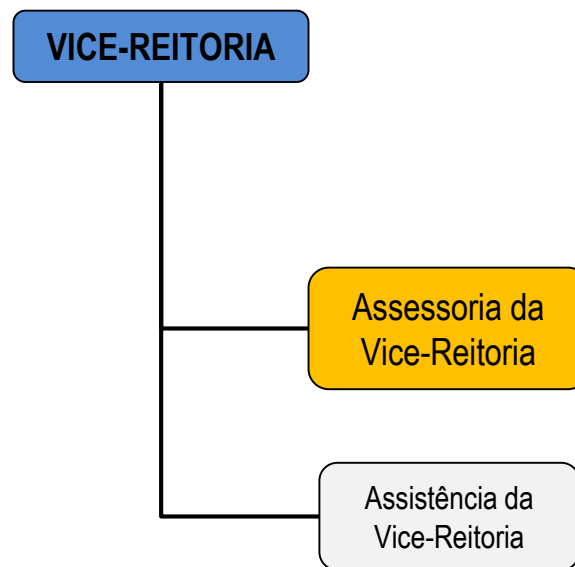 VICE-REITORIA
Assessoria da
Vice-Reitoria
Assistência da
Vice-Reitoria